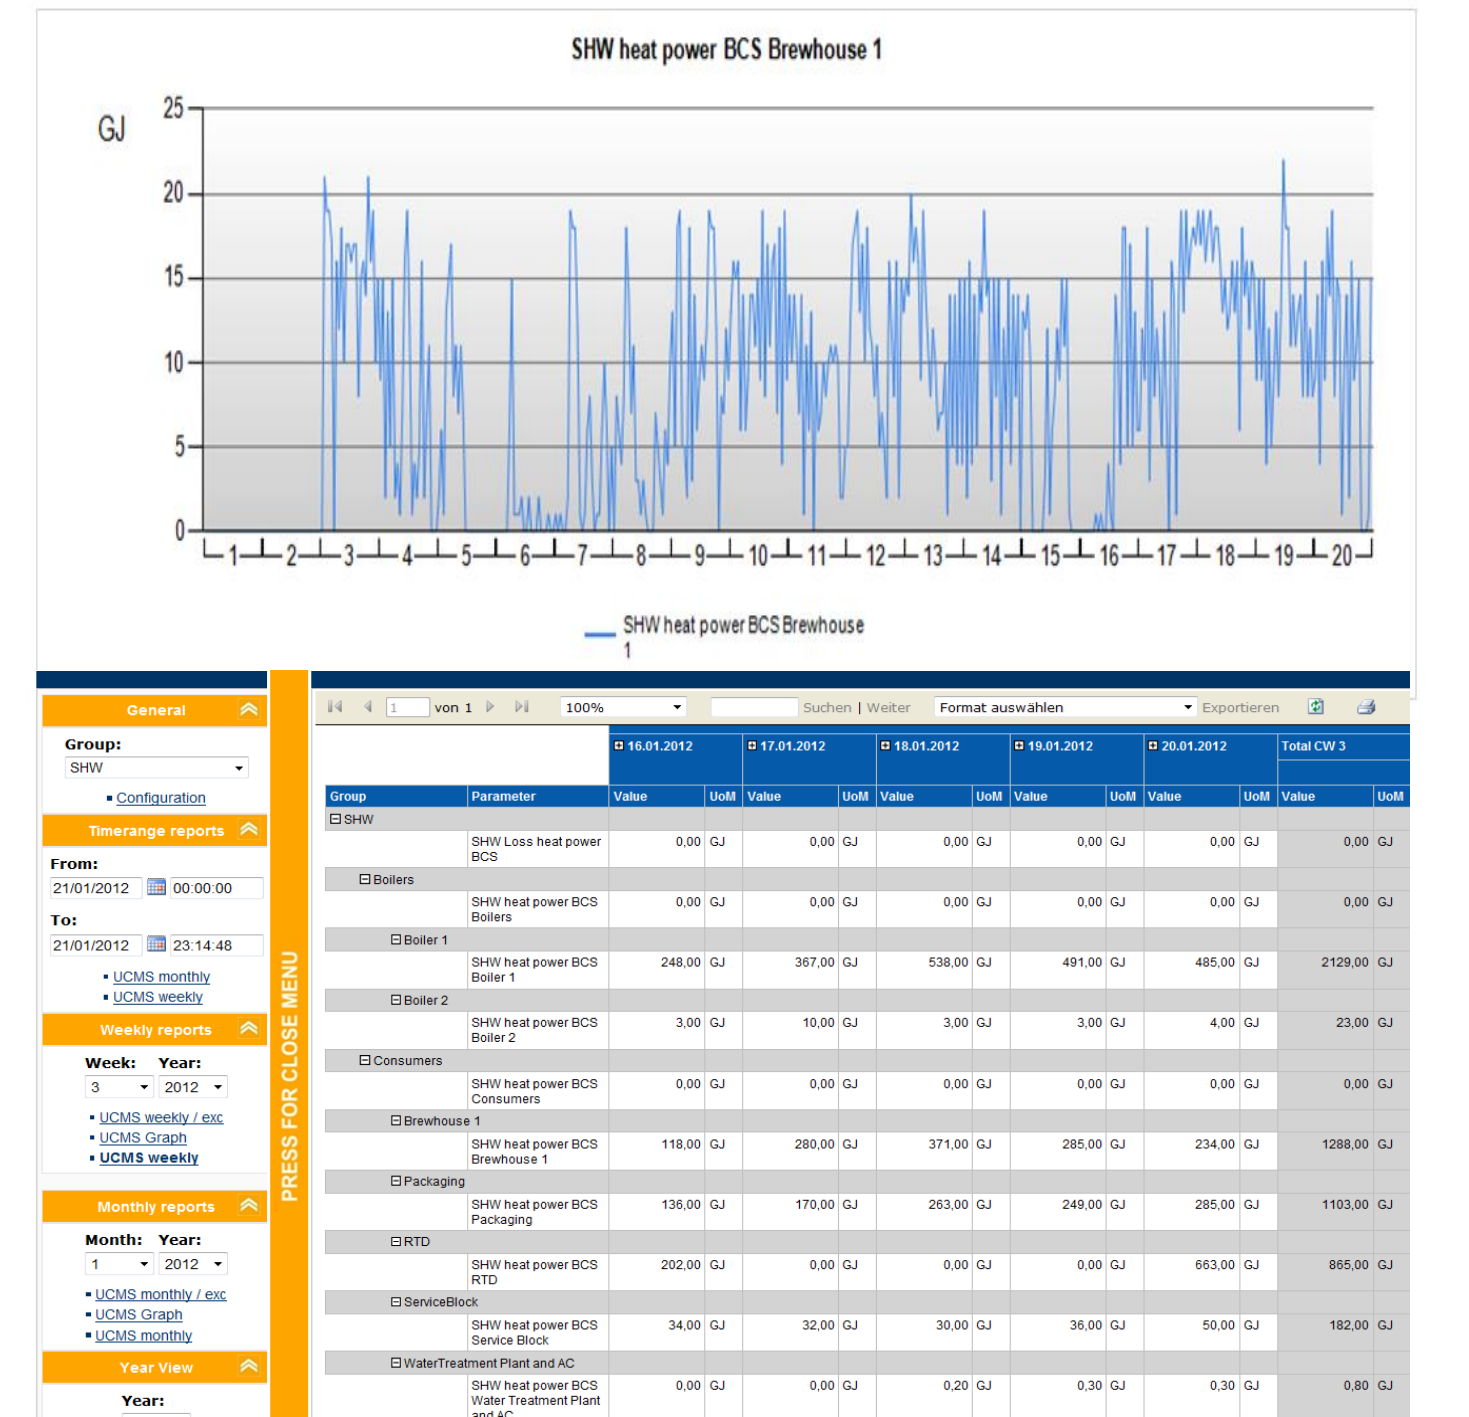 SHW heat power BCS Brewhouse 1
GJ
25
20
15
10
5
0
1 2 3 4 5 6 7 8 9 10 11 12 13 14 15 16 17 18 19 20
SHW heat power BCS Brewhouse
1
General
Group:
SHW
Configuration
Timerange reports
From:
21/01/2012 00:00:00
To:
21/01/2012 23:14:48
UCMS monthly
UCMS weekly
Weekly reports
Week: Year:
3 2012
UCMS weekly / exc
UCMS Graph
UCMS weekly
Monthly reports
Month: Year:
1 2012
UCMS monthly / exc
UCMS Graph
UCMS monthly
Year View
Year:
PRESS FOR CLOSE MENU
1 von 1 100% Suchen | Weiter Format auswählen Exportieren
16.01.2012 17.01.2012 18.01.2012 19.01.2012 20.01.2012 Total CW 3
Group Parameter Value UoM Value UoM Value UoM Value UoM Value UoM Value UoM
SHW
SHW Loss heat power 0,00 GJ 0,00 GJ 0,00 GJ 0,00 GJ 0,00 GJ 0,00 GJ
BCS
Boilers
SHW heat power BCS 0,00 GJ 0,00 GJ 0,00 GJ 0,00 GJ 0,00 GJ 0,00 GJ
Boilers
Boiler 1
SHW heat power BCS 248,00 GJ 367,00 GJ 538,00 GJ 491,00 GJ 485,00 GJ 2129,00 GJ
Boiler 1
Boiler 2
SHW heat power BCS 3,00 GJ 10,00 GJ 3,00 GJ 3,00 GJ 4,00 GJ 23,00 GJ
Boiler 2
Consumers
SHW heat power BCS 0,00 GJ 0,00 GJ 0,00 GJ 0,00 GJ 0,00 GJ 0,00 GJ
Consumers
Brewhouse 1
SHW heat power BCS 118,00 GJ 280,00 GJ 371,00 GJ 285,00 GJ 234,00 GJ 1288,00 GJ
Brewhouse 1
Packaging
SHW heat power BCS 136,00 GJ 170,00 GJ 263,00 GJ 249,00 GJ 285,00 GJ 1103,00 GJ
Packaging
RTD
SHW heat power BCS 202,00 GJ 0,00 GJ 0,00 GJ 0,00 GJ 663,00 GJ 865,00 GJ
RTD
ServiceBlock
SHW heat power BCS 34,00 GJ 32,00 GJ 30,00 GJ 36,00 GJ 50,00 GJ 182,00 GJ
Service Block
WaterTreatment Plant and AC
SHW heat power BCS 0,00 GJ 0,00 GJ 0,20 GJ 0,30 GJ 0,30 GJ 0,80 GJ
Water Treatment Plant
and AC